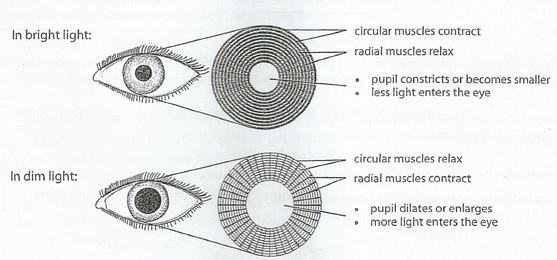 In bright light:
circular muscles contract
radial muscles relax
• pupil constricts or becomes smaller
• less light enters the eye
In dim light:
circular muscles relax
radial muscles contract
• pupil dilates or enlarges
• more light enters the eye